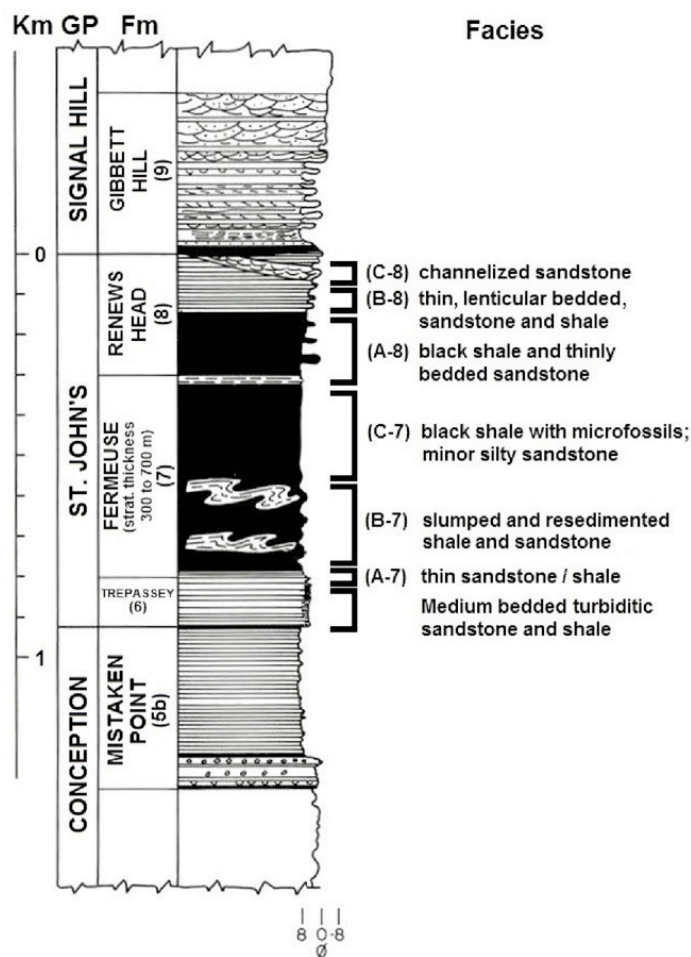 Km GP Fm Facies
SIGNAL HILL
GIBBETT
HILL
(9)
0
ST. JOHN'S
RENEWS
HEAD
(8)
(C-8) channelized sandstone
(B-8) thin, lenticular bedded,
sandstone and shale
(A-8) black shale and thinly
bedded sandstone
FERMEUSE
(strat. thickness
300 to 700 m)
(7)
(C-7) black shale with microfossils;
minor silty sandstone
(B-7) slumped and resedimented
shale and sandstone
(A-7) thin sandstone / shale
TREPASSEY
(6)
Medium bedded turbiditic
sandstone and shale
1
CONCEPTION
MISTAKEN
POINT
(5b)
8 0 -8
Ø